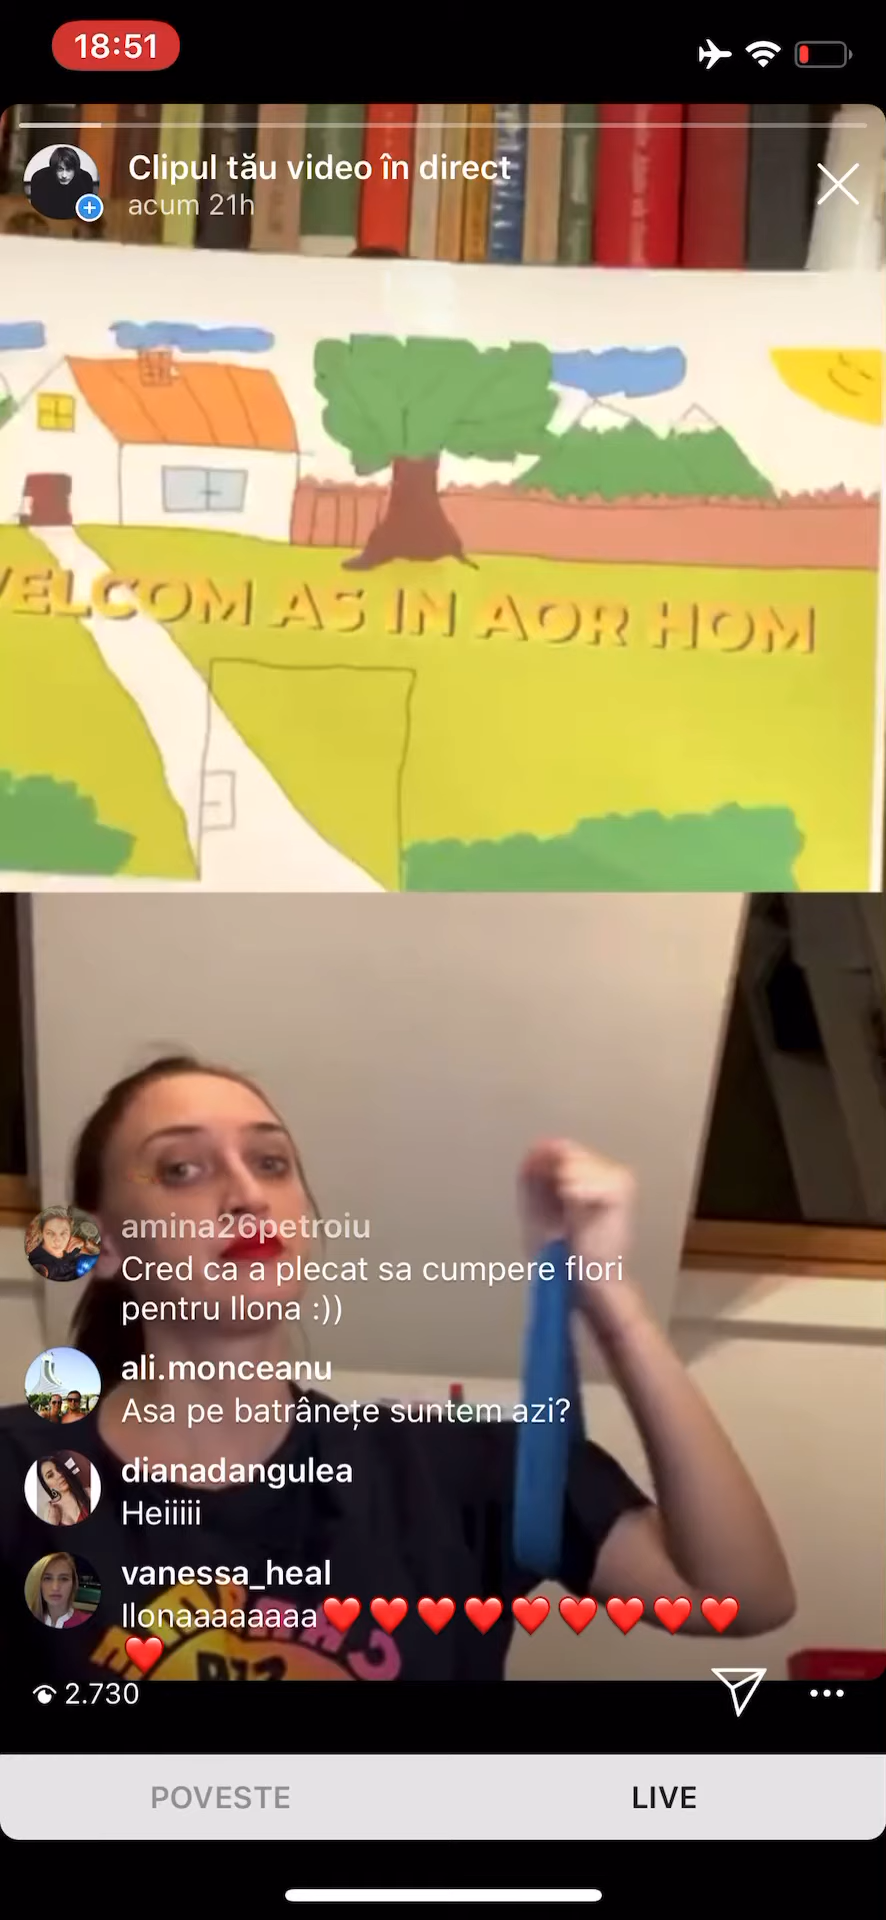 18:51
Clipul tău video în direct
acum 21h
WELCOM AS IN AOR HOM
amina26petroiu
Cred ca a plecat sa cumpere flori
pentru Ilona :))
ali.monceanu
Asa pe batrânețe suntem azi?
dianadangulea
Heiiiii
vanessa_heal
Ilonaaaaaaaa❤️❤️❤️❤️❤️❤️❤️❤️❤️
❤️
2.730
POVESTE
LIVE